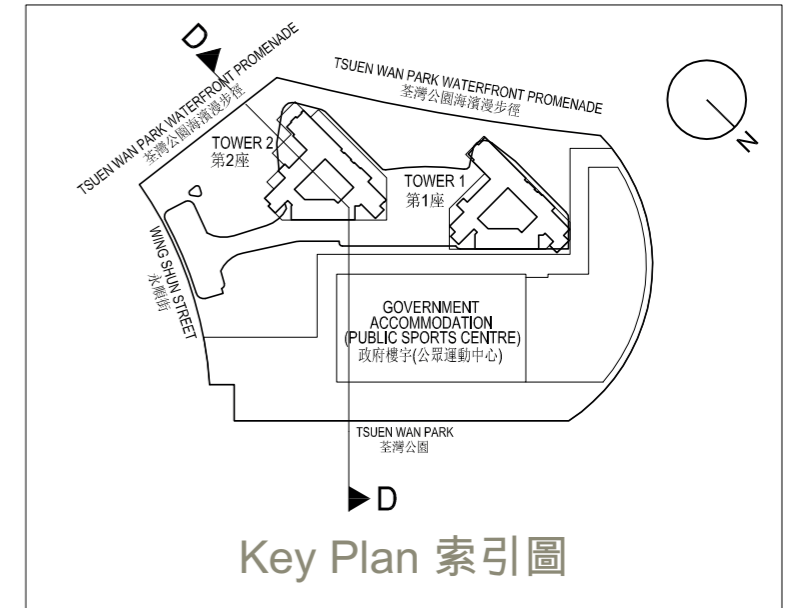 D
TSUEN WAN PARK WATERFRONT PROMENADE
荃灣公園海濱漫步徑
TSUEN WAN PARK WATERFRONT PROMENADE
荃灣公園海濱漫步徑
N
TOWER 2
第2座
TOWER 1
第1座
WING SHUN STREET
永順街
GOVERNMENT
ACCOMMODATION
(PUBLIC SPORTS CENTRE)
政府樓宇(公眾運動中心)
TSUEN WAN PARK
荃灣公園
D
Key Plan 索引圖